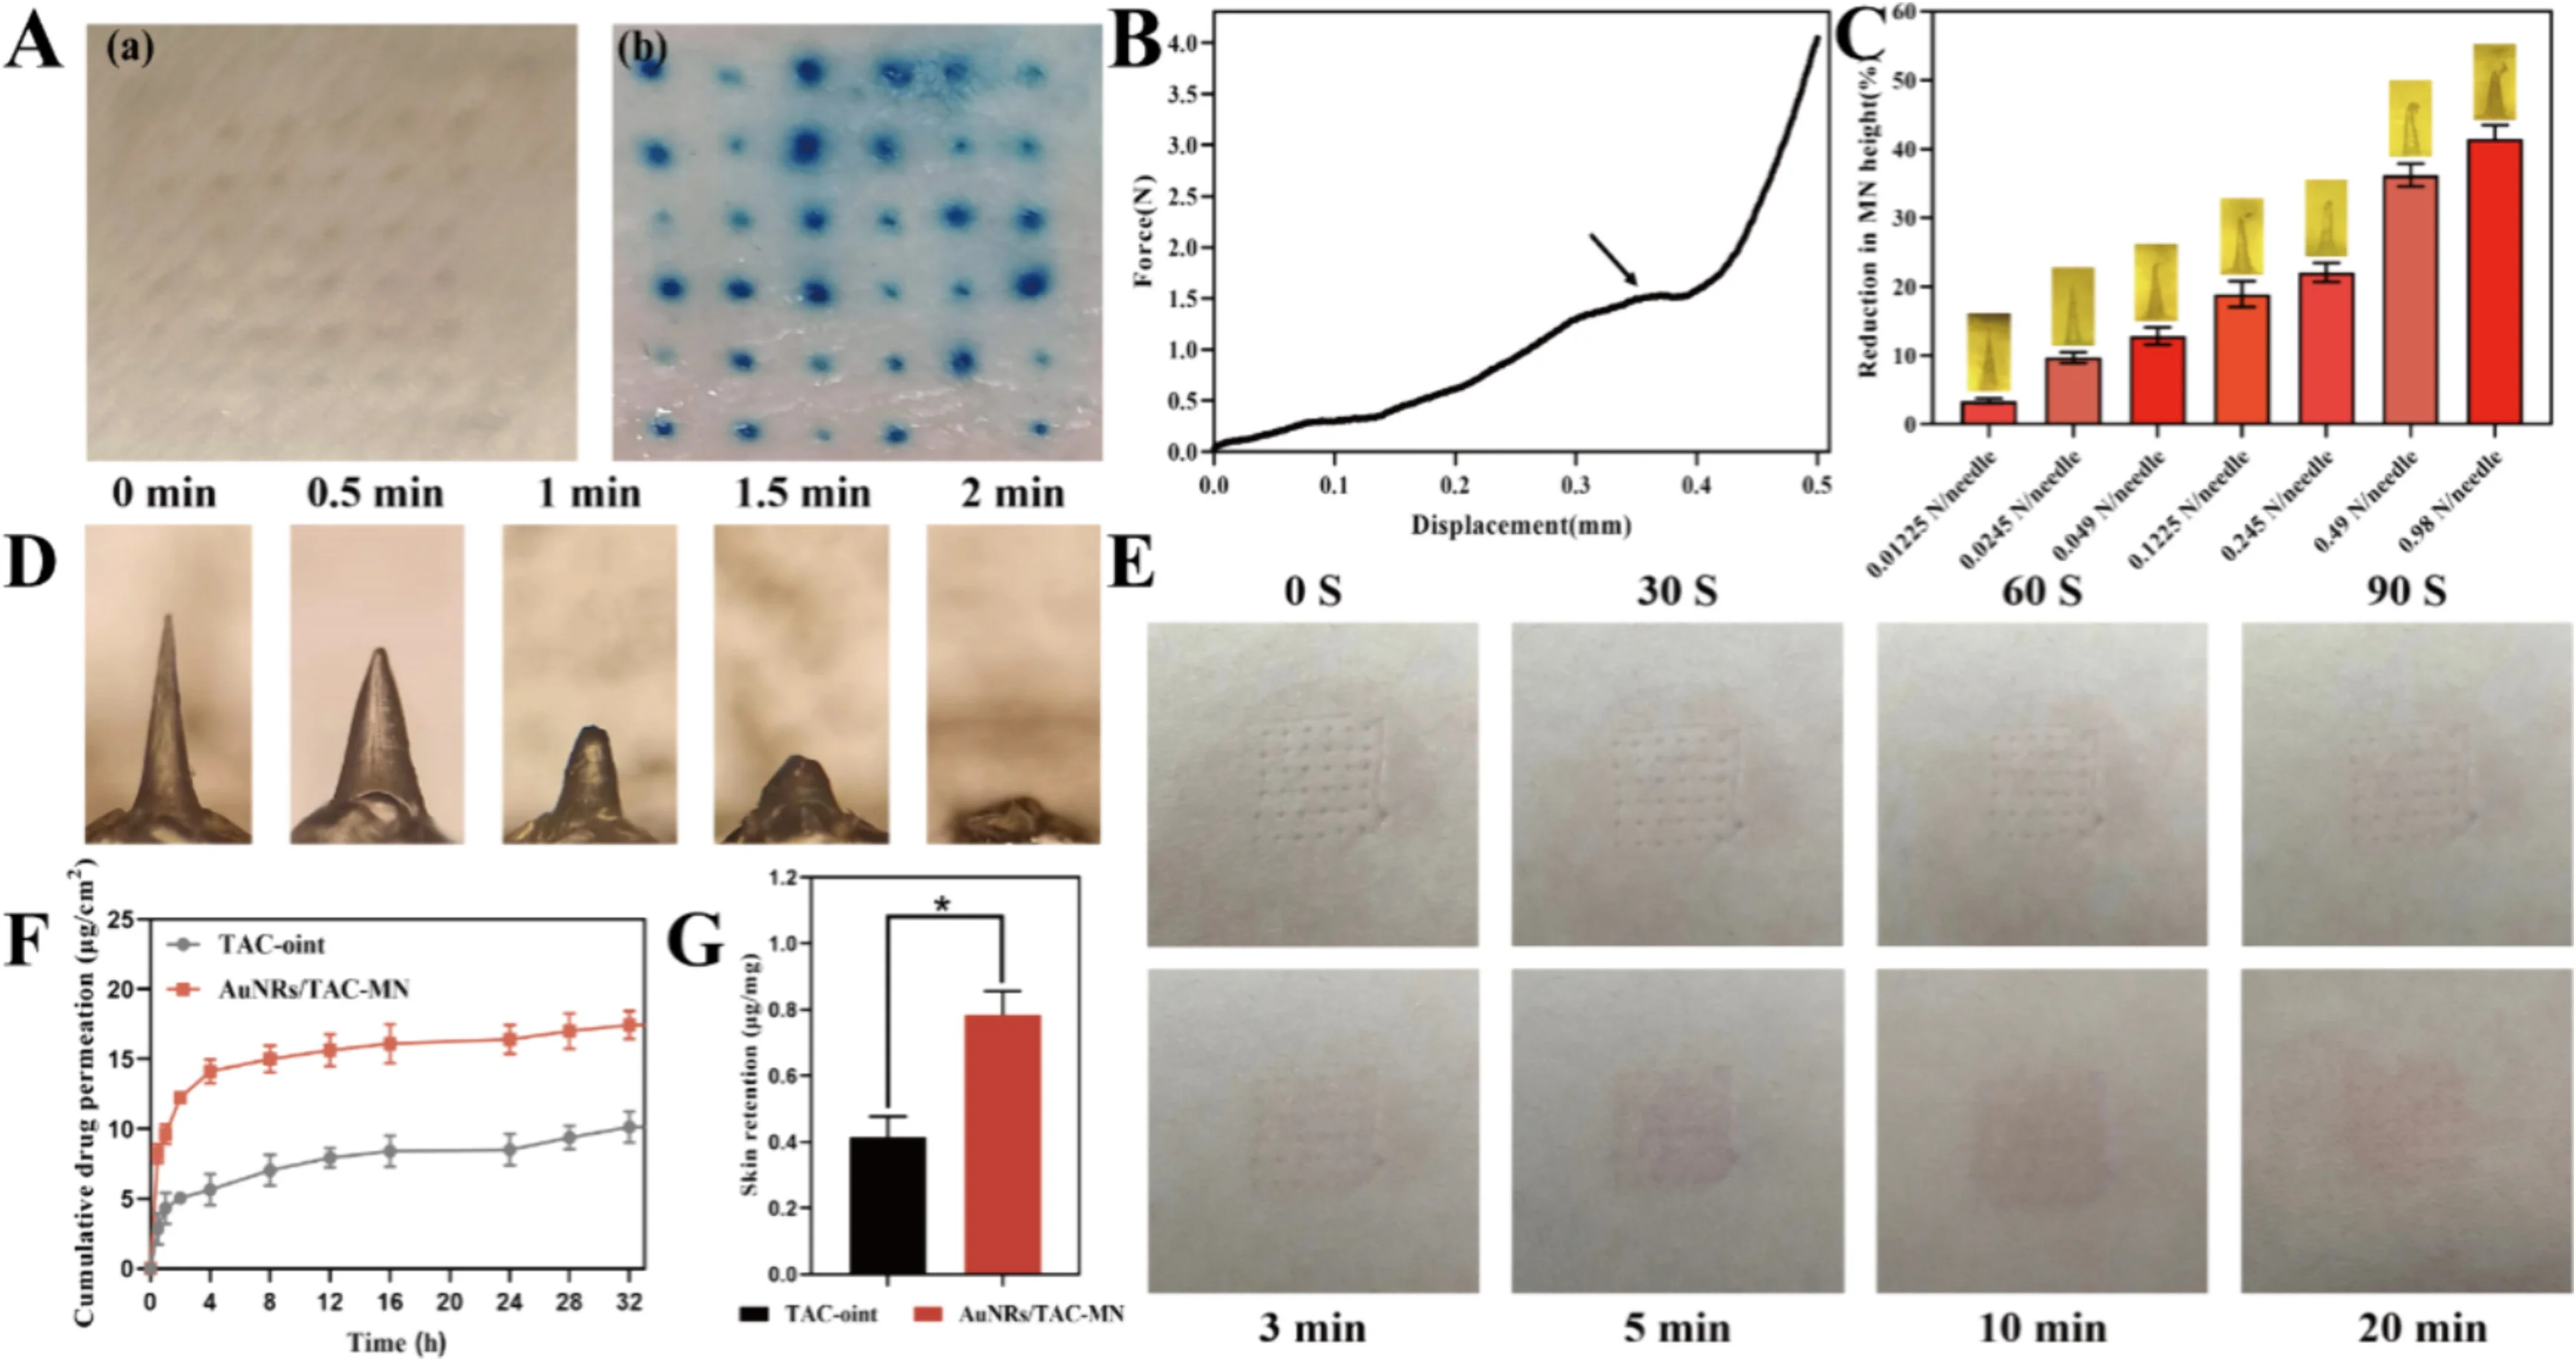 A
(a)
(b)
B
4.0
3.5
3.0
2.5
2.0
1.5
1.0
0.5
0.0
Force(N)
0.0 0.1 0.2 0.3 0.4 0.5
Displacement(mm)
C
60
50
40
30
20
10
0
Reduction in MN height(%)
0.01225 N/needle
0.0245 N/needle
0.049 N/needle
0.1225 N/needle
0.245 N/needle
0.49 N/needle
0.98 N/needle
D
0 min 0.5 min 1 min 1.5 min 2 min
E
0 S 30 S 60 S 90 S
3 min 5 min 10 min 20 min
F
Cumulative drug permeation (μg/cm²)
25
20
15
10
5
0
TAC-oint
AuNRs/TAC-MN
0 4 8 12 16 20 24 28 32
Time (h)
G
Skin retention (μg/mg)
1.2
1.0
0.8
0.6
0.4
0.2
0.0
*
TAC-oint AuNRs/TAC-MN